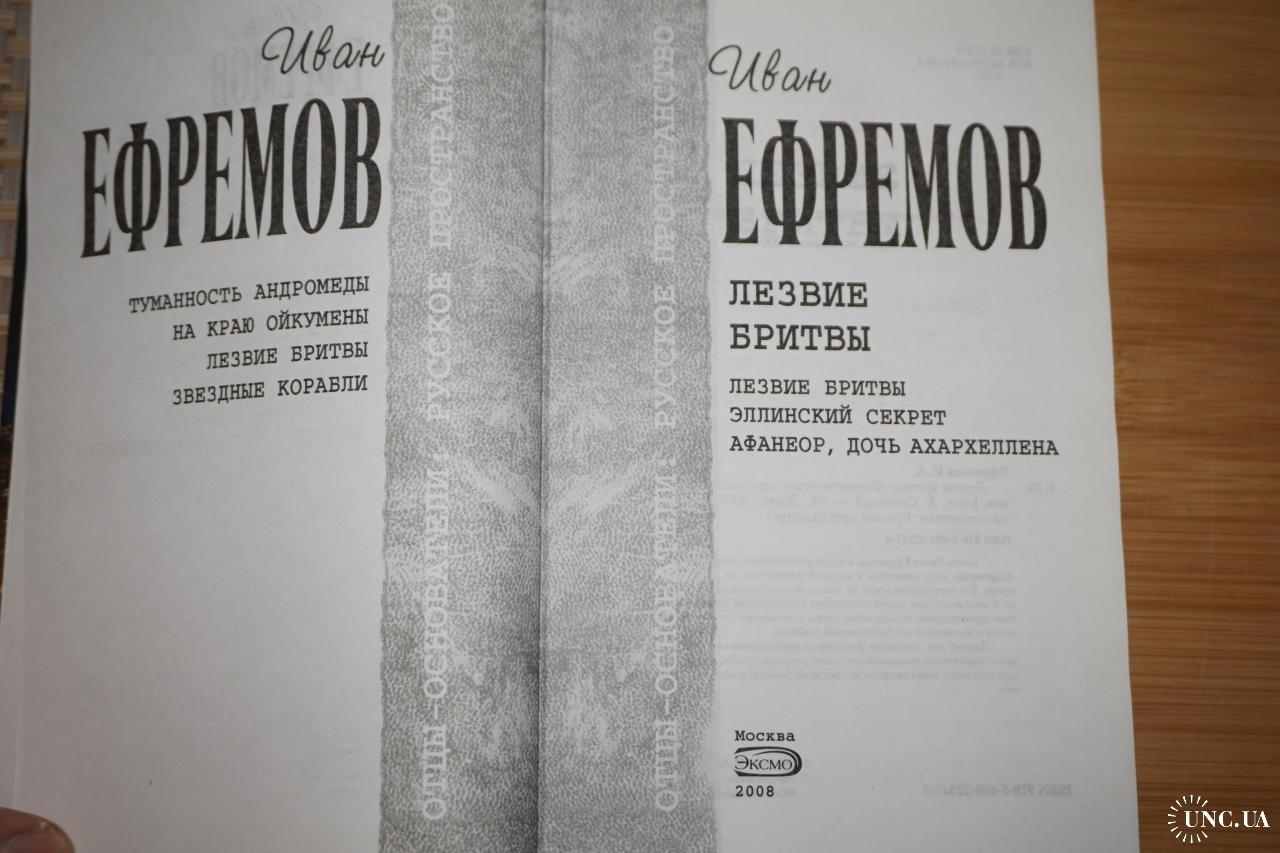 Иван
ЕФРЕМОВ
ТУМАННОСТЬ АНДРОМЕДЫ
НА КРАЮ ОЙКУМЕНЫ
ЛЕЗВИЕ БРИТВЫ
ЗВЕЗДНЫЕ КОРАБЛИ
ОТЦЫ-ОСНОВАТЕЛИ: РУССКОЕ ПРОСТРАНСТВО
ОТЦЫ-ОСНОВАТЕЛИ: РУССКОЕ ПРОСТРАНСТВО
Иван
ЕФРЕМОВ
ЛЕЗВИЕ
БРИТВЫ
ЛЕЗВИЕ БРИТВЫ
ЭЛЛИНСКИЙ СЕКРЕТ
АФАНЕОР, ДОЧЬ АХАРХЕЛЛЕНА
Москва
ЭКСМО
2008
UNC.UA